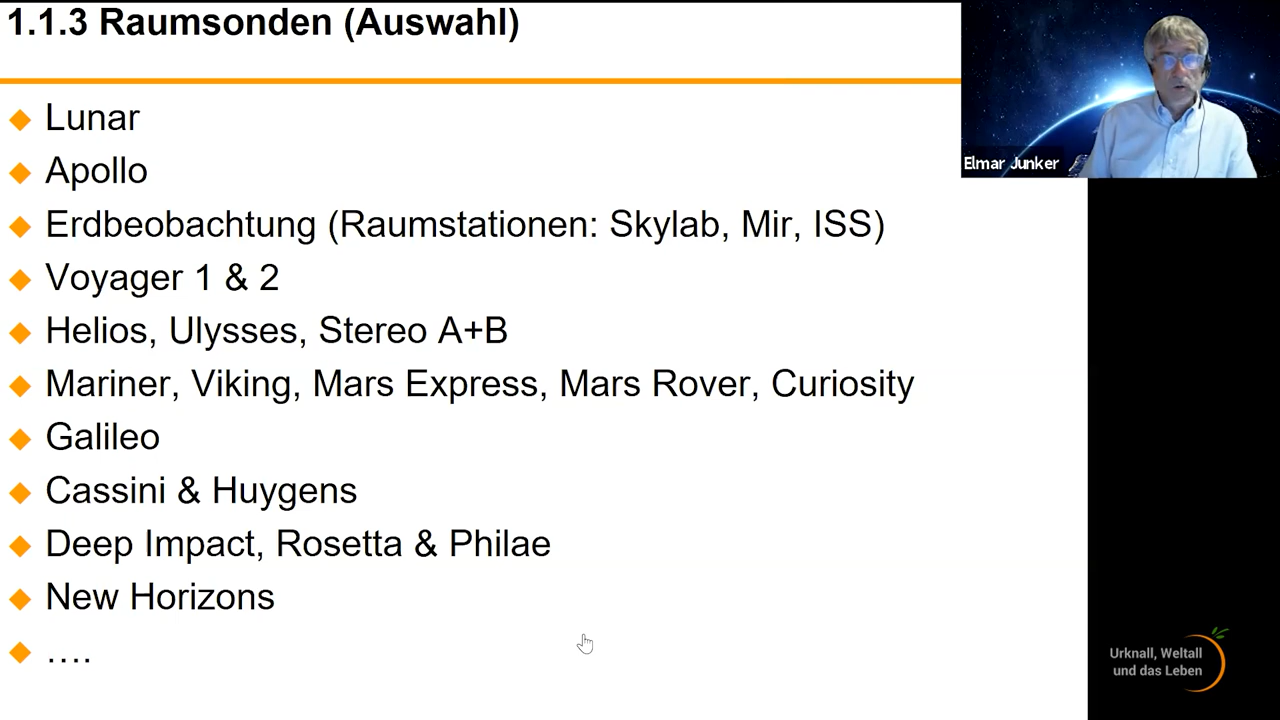 1.1.3 Raumsonden (Auswahl)
Lunar
Apollo
Erdbeobachtung (Raumstationen: Skylab, Mir, ISS)
Voyager 1 & 2
Helios, Ulysses, Stereo A+B
Mariner, Viking, Mars Express, Mars Rover, Curiosity
Galileo
Cassini & Huygens
Deep Impact, Rosetta & Philae
New Horizons
....
Elmar Junker
Urknall, Weltall
und das Leben